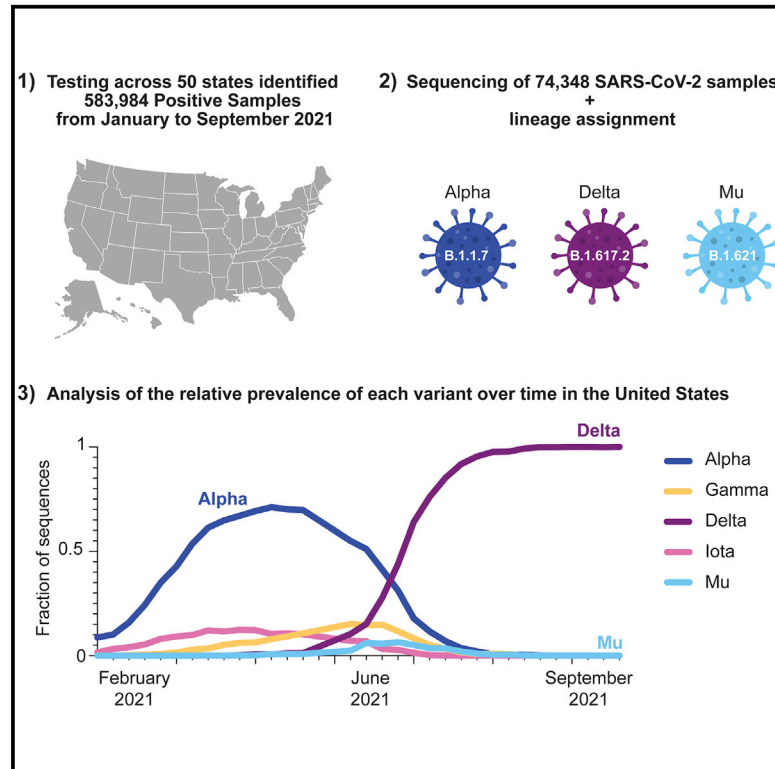 1) Testing across 50 states identified
583,984 Positive Samples
from January to September 2021
2) Sequencing of 74,348 SARS-CoV-2 samples
+
lineage assignment
Alpha
Delta
Mu
B.1.1.7
B.1.617.2
B.1.621
3) Analysis of the relative prevalence of each variant over time in the United States
Fraction of sequences
1
0.5
0
Alpha
Delta
Mu
February
2021
June
2021
September
2021
Alpha
Gamma
Delta
Iota
Mu